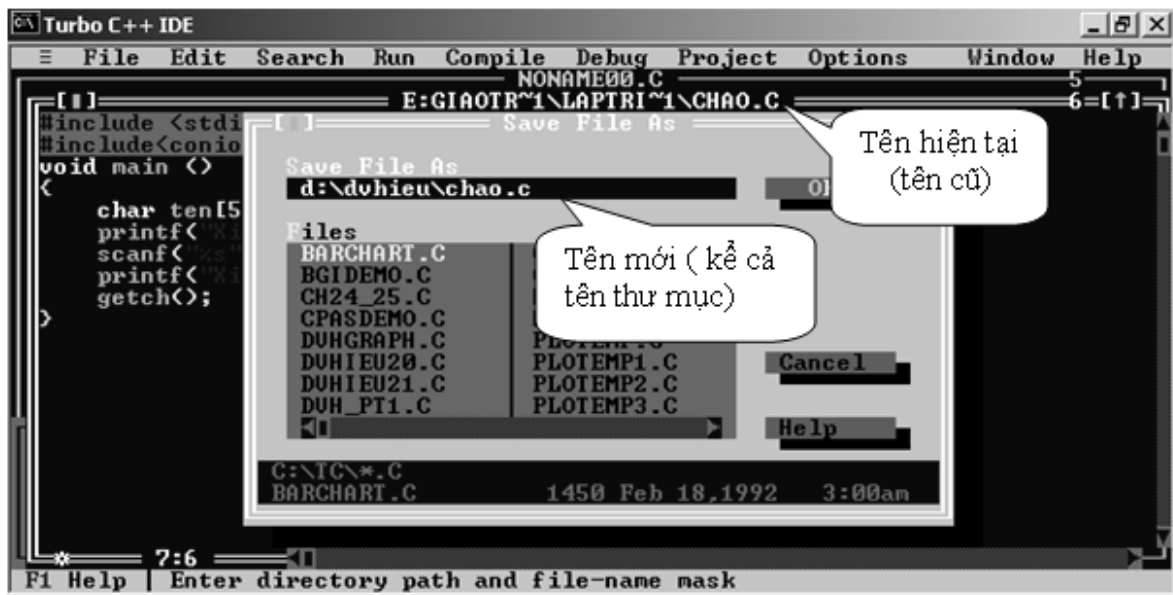 Turbo C++ IDE
≡ File Edit Search Run Compile Debug Project Options Window Help
NONAME00.C 5
E:GIAOTR~1\LAPTRI~1\CHAO.C 6=[↑]
#include <stdi
#include<conio
void main ()
{
char ten[5
printf("Xi
scanf("%s"
printf("Xi
getch();
}
Save File As
Save File As
d:\dvhieu\chao.c
Files
BARCHART.C
BGIDEMO.C
CH24_25.C
CPASDEMO.C
DVHGRAPH.C
DVHIEU20.C PLOTEMP1.C
DVHIEU21.C PLOTEMP2.C
DVH_PT1.C PLOTEMP3.C
Cancel
Help
C:\TC\*.C
BARCHART.C 1450 Feb 18,1992 3:00am
Tên hiện tại
(tên cũ)
Tên mới ( kể cả
tên thư mục)
7:6
F1 Help | Enter directory path and file-name mask